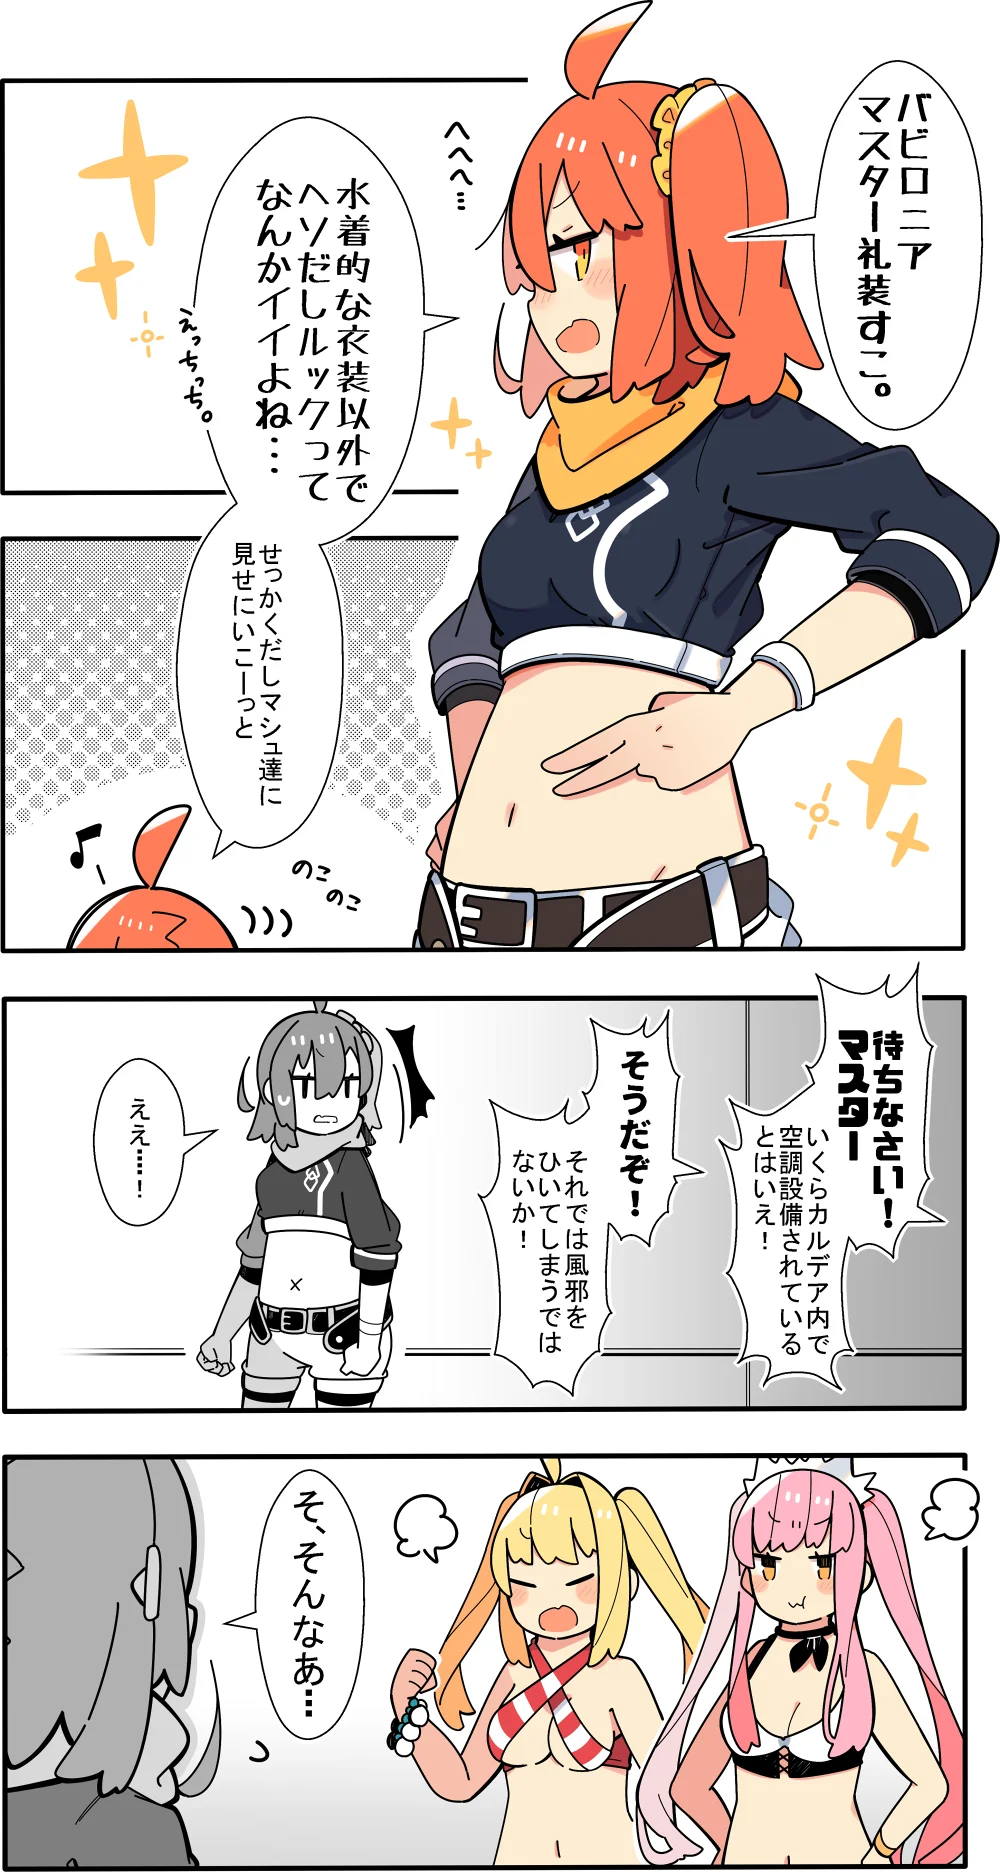 バビロニア
マスター礼装すこ。
へへへ…
水着的な衣装以外で
ヘソだしルックって
なんかイイよね…
えっちっち。
せっかくだしマシュ達に
見せにいこーっと
のこ
のこ
待ちなさい！
マスター
いくらカルデア内で
空調設備されている
とはいえ！
そうだぞ！
それでは風邪を
ひいてしまうでは
ないか！
ええ……！
そ、そんなぁ…